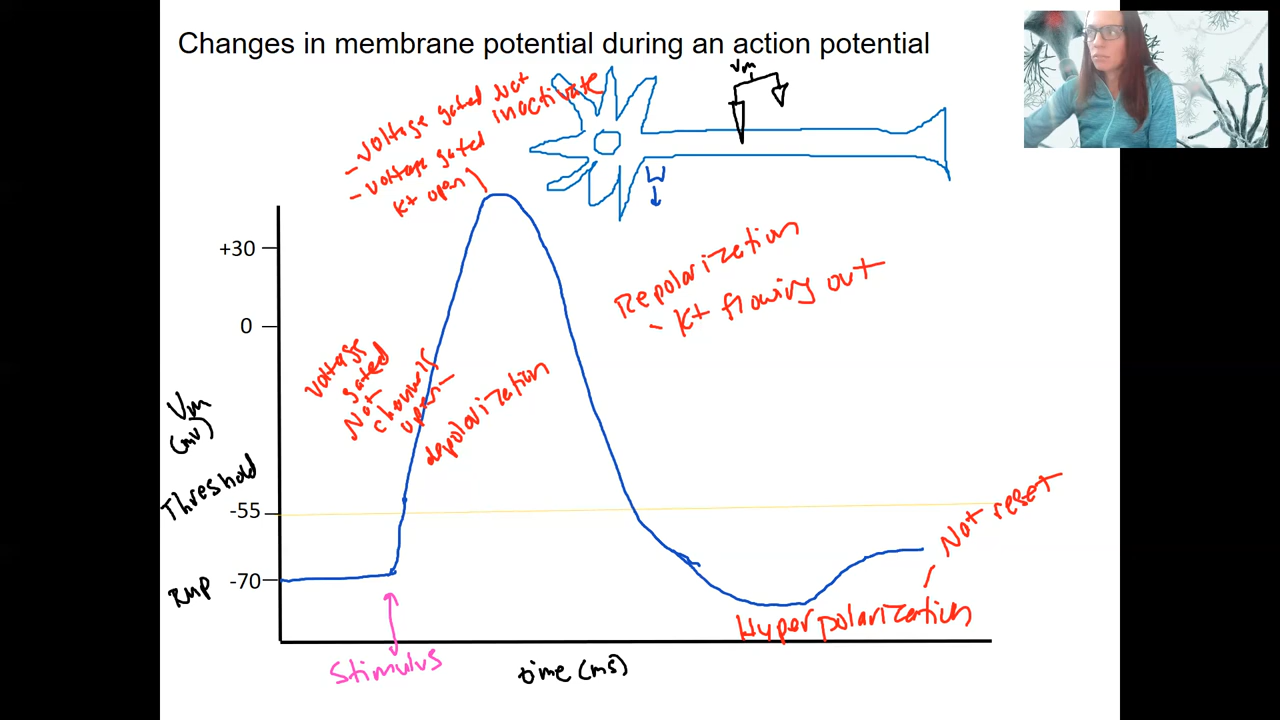 Changes in membrane potential during an action potential
Vm
- Voltage gated Na+ inactivate
- Voltage gated
K+ open
+30
0
Voltage
gated
Na+
channels
open
depolarization
Repolarization
- K+ flowing out
Vm
(mV)
Threshold
-55
RMP
-70
Na+ reset
Hyperpolarization
Stimulus
time (ms)